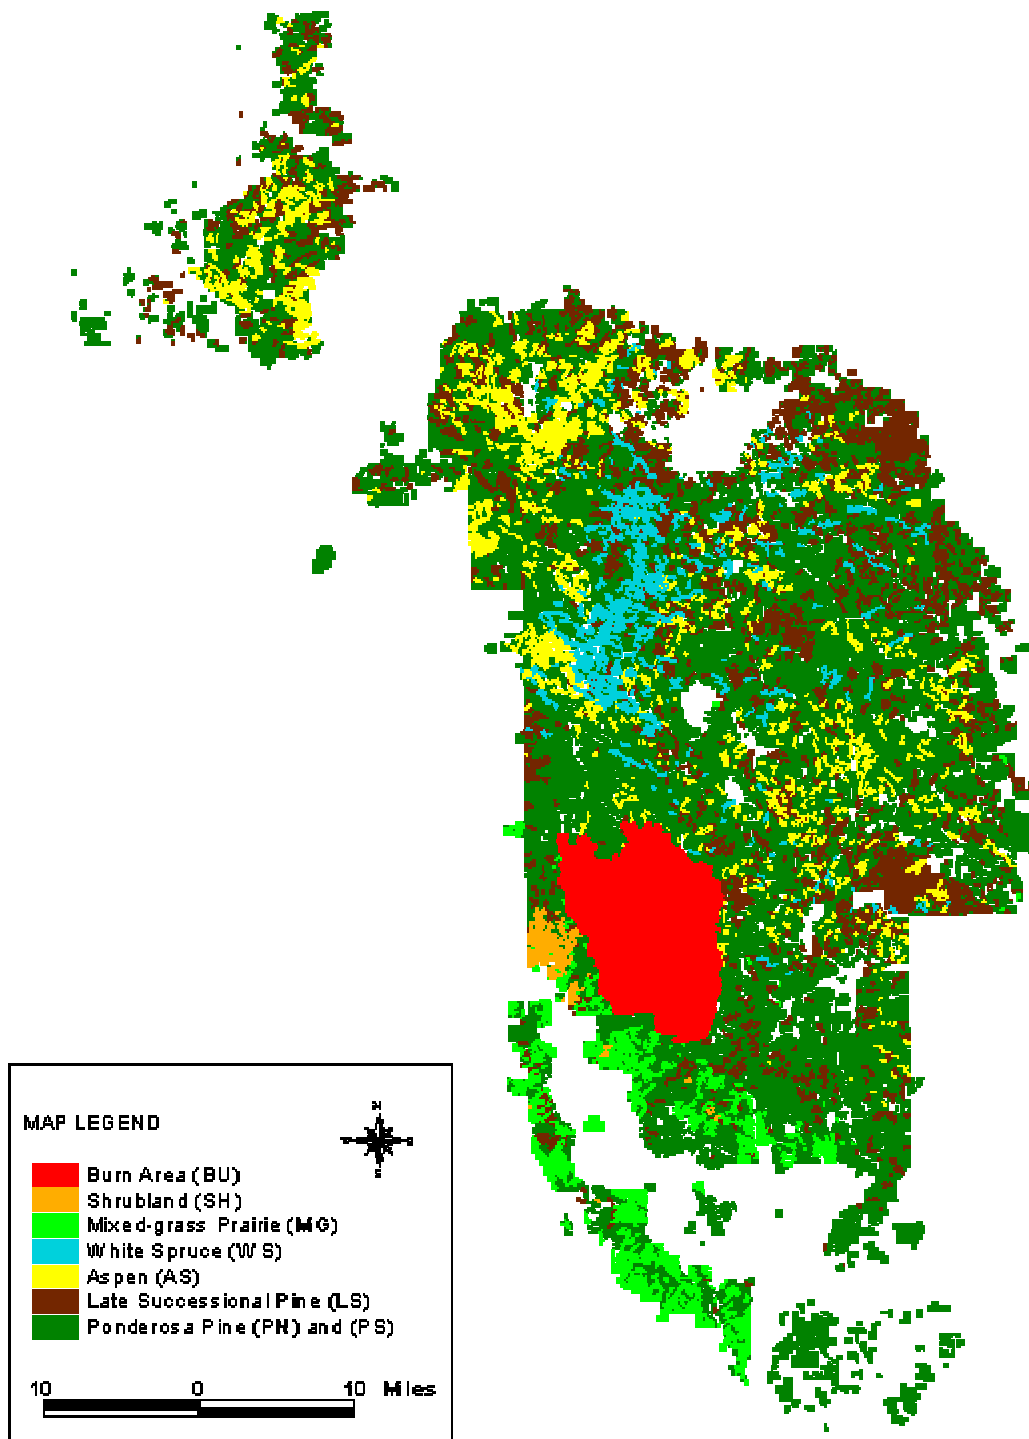 N
MAP LEGEND
Burn Area (BU)
Shrubland (SH)
Mixed-grass Prairie (MG)
White Spruce (WS)
Aspen (AS)
Late Successional Pine (LS)
Ponderosa Pine (PN) and (PS)
10 0 10 Miles